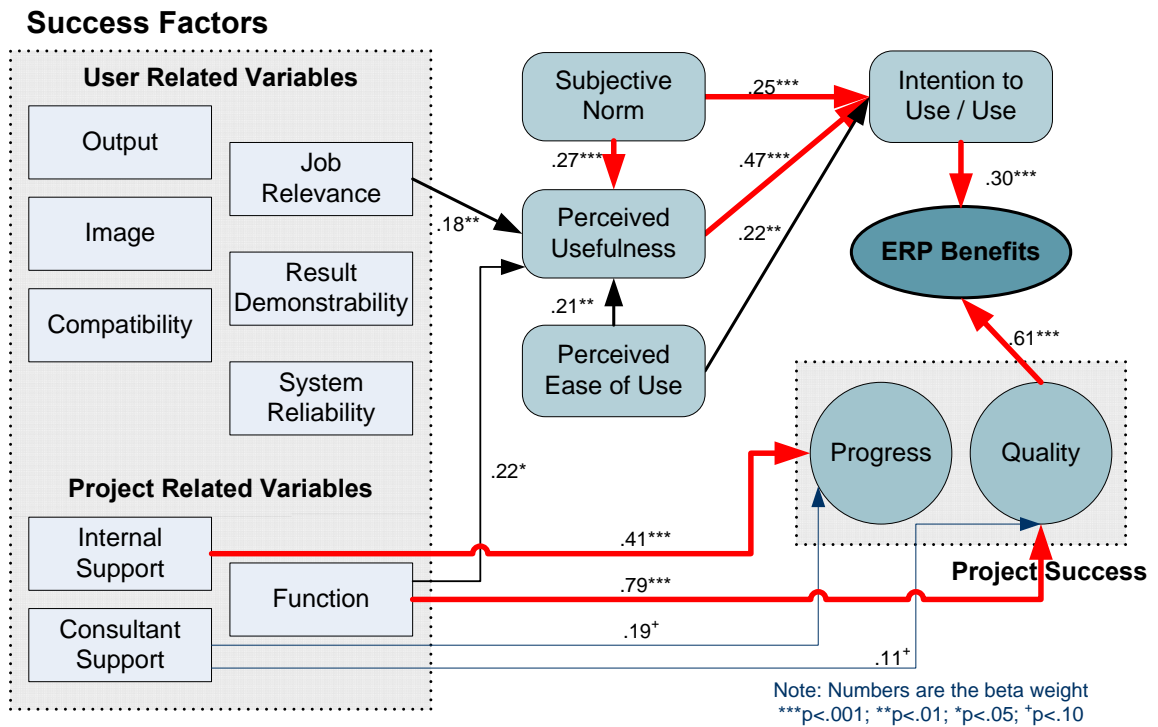 Success Factors
User Related Variables
Output
Image
Compatibility
Job
Relevance
Result
Demonstrability
System
Reliability
Project Related Variables
Internal
Support
Consultant
Support
Function
Subjective
Norm
Perceived
Usefulness
Perceived
Ease of Use
Intention to
Use / Use
ERP Benefits
Progress
Quality
Project Success
.25***
.27***
.47***
.30***
.18**
.22**
.21**
.61***
.22*
.41***
.79***
.19+
.11+
Note: Numbers are the beta weight
***p<.001; **p<.01; *p<.05; +p<.10